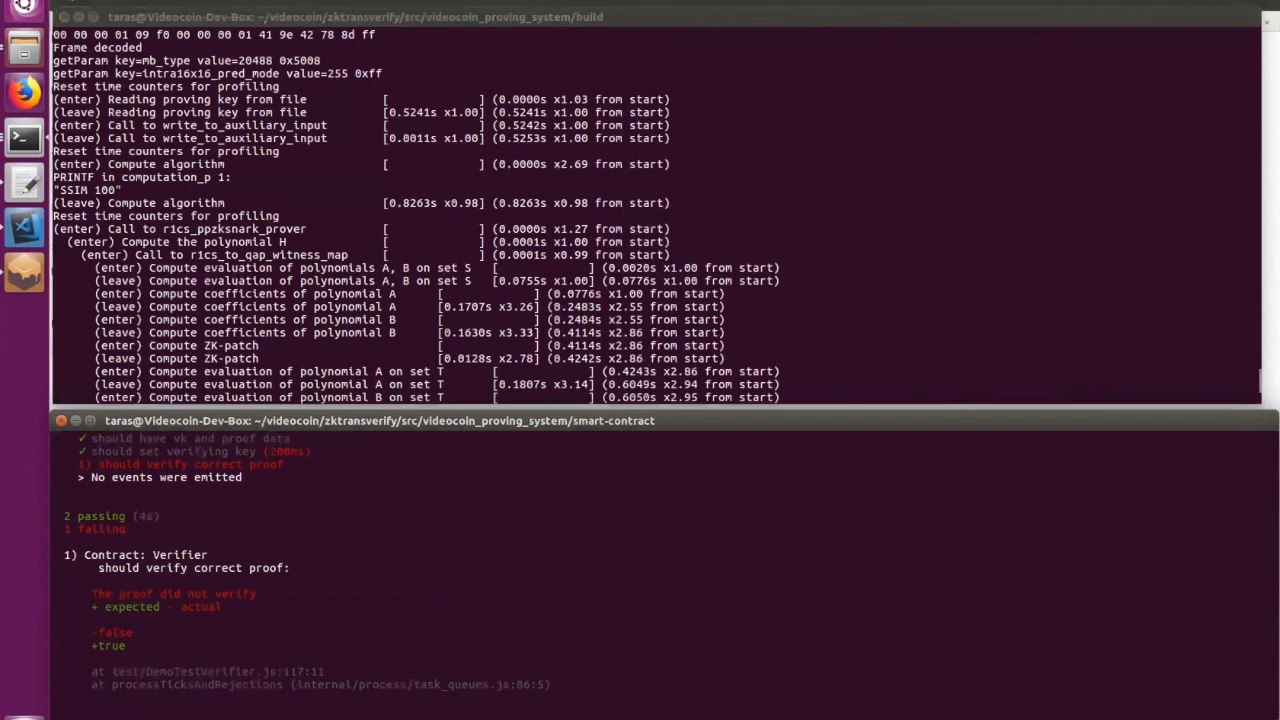 taras@Videocoin-Dev-Box: ~/videocoin/zktransverify/src/videocoin_proving_system/build
00 00 00 01 09 f0 00 00 00 01 41 9e 42 78 8d ff
Frame decoded
getParam key=mb_type value=20488 0x5008
getParam key=intra16x16_pred_mode value=255 0xff
Reset time counters for profiling
(enter) Reading proving key from file [ ] (0.0000s x1.03 from start)
(leave) Reading proving key from file [0.5241s x1.00] (0.5241s x1.00 from start)
(enter) Call to write_to_auxiliary_input [ ] (0.5242s x1.00 from start)
(leave) Call to write_to_auxiliary_input [0.0011s x1.00] (0.5253s x1.00 from start)
Reset time counters for profiling
(enter) Compute algorithm [ ] (0.0000s x2.69 from start)
PRINTF in computation_p 1:
"SSIM 100"
(leave) Compute algorithm [0.8263s x0.98] (0.8263s x0.98 from start)
Reset time counters for profiling
(enter) Call to r1cs_ppzksnark_prover [ ] (0.0000s x1.27 from start)
(enter) Compute the polynomial H [ ] (0.0001s x1.00 from start)
(enter) Call to r1cs_to_qap_witness_map [ ] (0.0001s x0.99 from start)
(enter) Compute evaluation of polynomials A, B on set S [ ] (0.0020s x1.00 from start)
(leave) Compute evaluation of polynomials A, B on set S [0.0755s x1.00] (0.0776s x1.00 from start)
(enter) Compute coefficients of polynomial A [ ] (0.0776s x1.00 from start)
(leave) Compute coefficients of polynomial A [0.1707s x3.26] (0.2483s x2.55 from start)
(enter) Compute coefficients of polynomial B [ ] (0.2484s x2.55 from start)
(leave) Compute coefficients of polynomial B [0.1630s x3.33] (0.4114s x2.86 from start)
(enter) Compute ZK-patch [ ] (0.4114s x2.86 from start)
(leave) Compute ZK-patch [0.0128s x2.78] (0.4242s x2.86 from start)
(enter) Compute evaluation of polynomial A on set T [ ] (0.4243s x2.86 from start)
(leave) Compute evaluation of polynomial A on set T [0.1807s x3.14] (0.6049s x2.94 from start)
(enter) Compute evaluation of polynomial B on set T [ ] (0.6050s x2.95 from start)
taras@Videocoin-Dev-Box: ~/videocoin/zktransverify/src/videocoin_proving_system/smart-contract
✓ should have vk and proof data
✓ should set verifying key (200ms)
1) should verify correct proof
> No events were emitted
2 passing (4s)
1 failing
1) Contract: Verifier
should verify correct proof:
The proof did not verify
+ expected - actual
-false
+true
at test/DemoTestVerifier.js:117:11
at processTicksAndRejections (internal/process/task_queues.js:86:5)